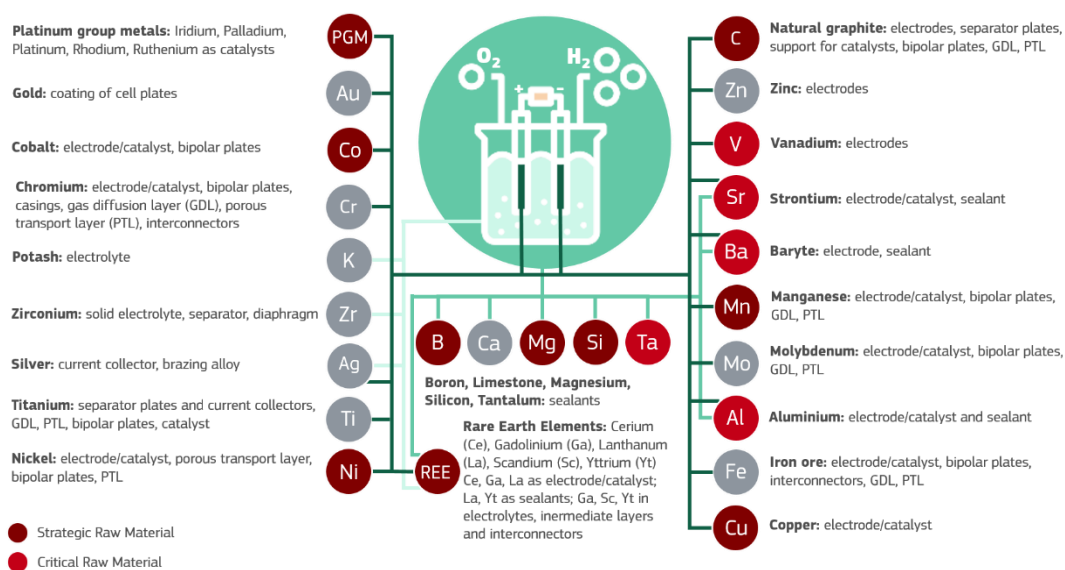 Platinum group metals: Iridium, Palladium,
Platinum, Rhodium, Ruthenium as catalysts
PGM
Gold: coating of cell plates
Au
Cobalt: electrode/catalyst, bipolar plates
Co
Chromium: electrode/catalyst, bipolar plates,
casings, gas diffusion layer (GDL), porous
transport layer (PTL), interconnectors
Cr
Potash: electrolyte
K
Zirconium: solid electrolyte, separator, diaphragm
Zr
Silver: current collector, brazing alloy
Ag
Titanium: separator plates and current collectors,
GDL, PTL, bipolar plates, catalyst
Ti
Nickel: electrode/catalyst, porous transport layer,
bipolar plates, PTL
Ni
Strategic Raw Material
Critical Raw Material
O2
H2
+
−
B
Ca
Mg
Si
Ta
Boron, Limestone, Magnesium,
Silicon, Tantalum: sealants
REE
Rare Earth Elements: Cerium
(Ce), Gadolinium (Ga), Lanthanum
(La), Scandium (Sc), Yttrium (Yt)
Ce, Ga, La as electrode/catalyst;
La, Yt as sealants; Ga, Sc, Yt in
electrolytes, inermediate layers
and interconnectors
C
Natural graphite: electrodes, separator plates,
support for catalysts, bipolar plates, GDL, PTL
Zn
Zinc: electrodes
V
Vanadium: electrodes
Sr
Strontium: electrode/catalyst, sealant
Ba
Baryte: electrode, sealant
Mn
Manganese: electrode/catalyst, bipolar plates,
GDL, PTL
Mo
Molybdenum: electrode/catalyst, bipolar plates,
GDL, PTL
Al
Aluminium: electrode/catalyst and sealant
Fe
Iron ore: electrode/catalyst, bipolar plates,
interconnectors, GDL, PTL
Cu
Copper: electrode/catalyst